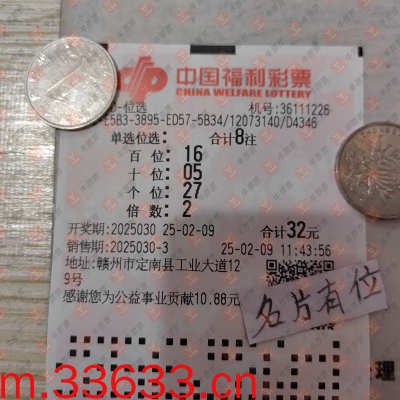 中国福利彩票
CHINA WELFARE LOTTERY
D-位选 机号:36111226
E5B3-3895-ED57-5B34/12073140/D4346
单选位选: 合计8注
百位: 16
十位: 05
个位: 27
倍数: 2
开奖期:2025030 25-02-09 合计32元
销售期:2025030-3 25-02-09 11:43:56
地址:赣州市定南县工业大道12
9号
感谢您为公益事业贡献10.88元
名片有位
理
m.33633.cn